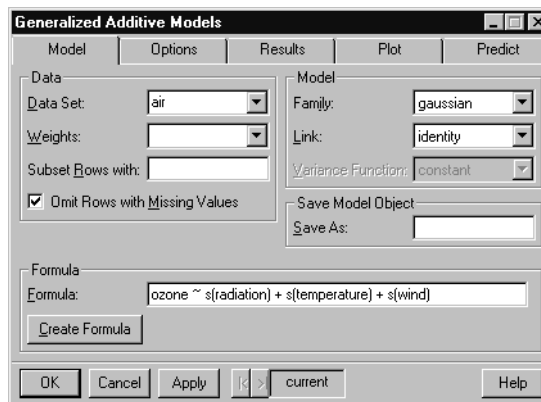 Generalized Additive Models
Model Options Results Plot Predict
Data
Data Set: air
Weights:
Subset Rows with:
Omit Rows with Missing Values
Model
Family: gaussian
Link: identity
Variance Function: constant
Save Model Object
Save As:
Formula
Formula: ozone ~ s(radiation) + s(temperature) + s(wind)
Create Formula
OK Cancel Apply current Help